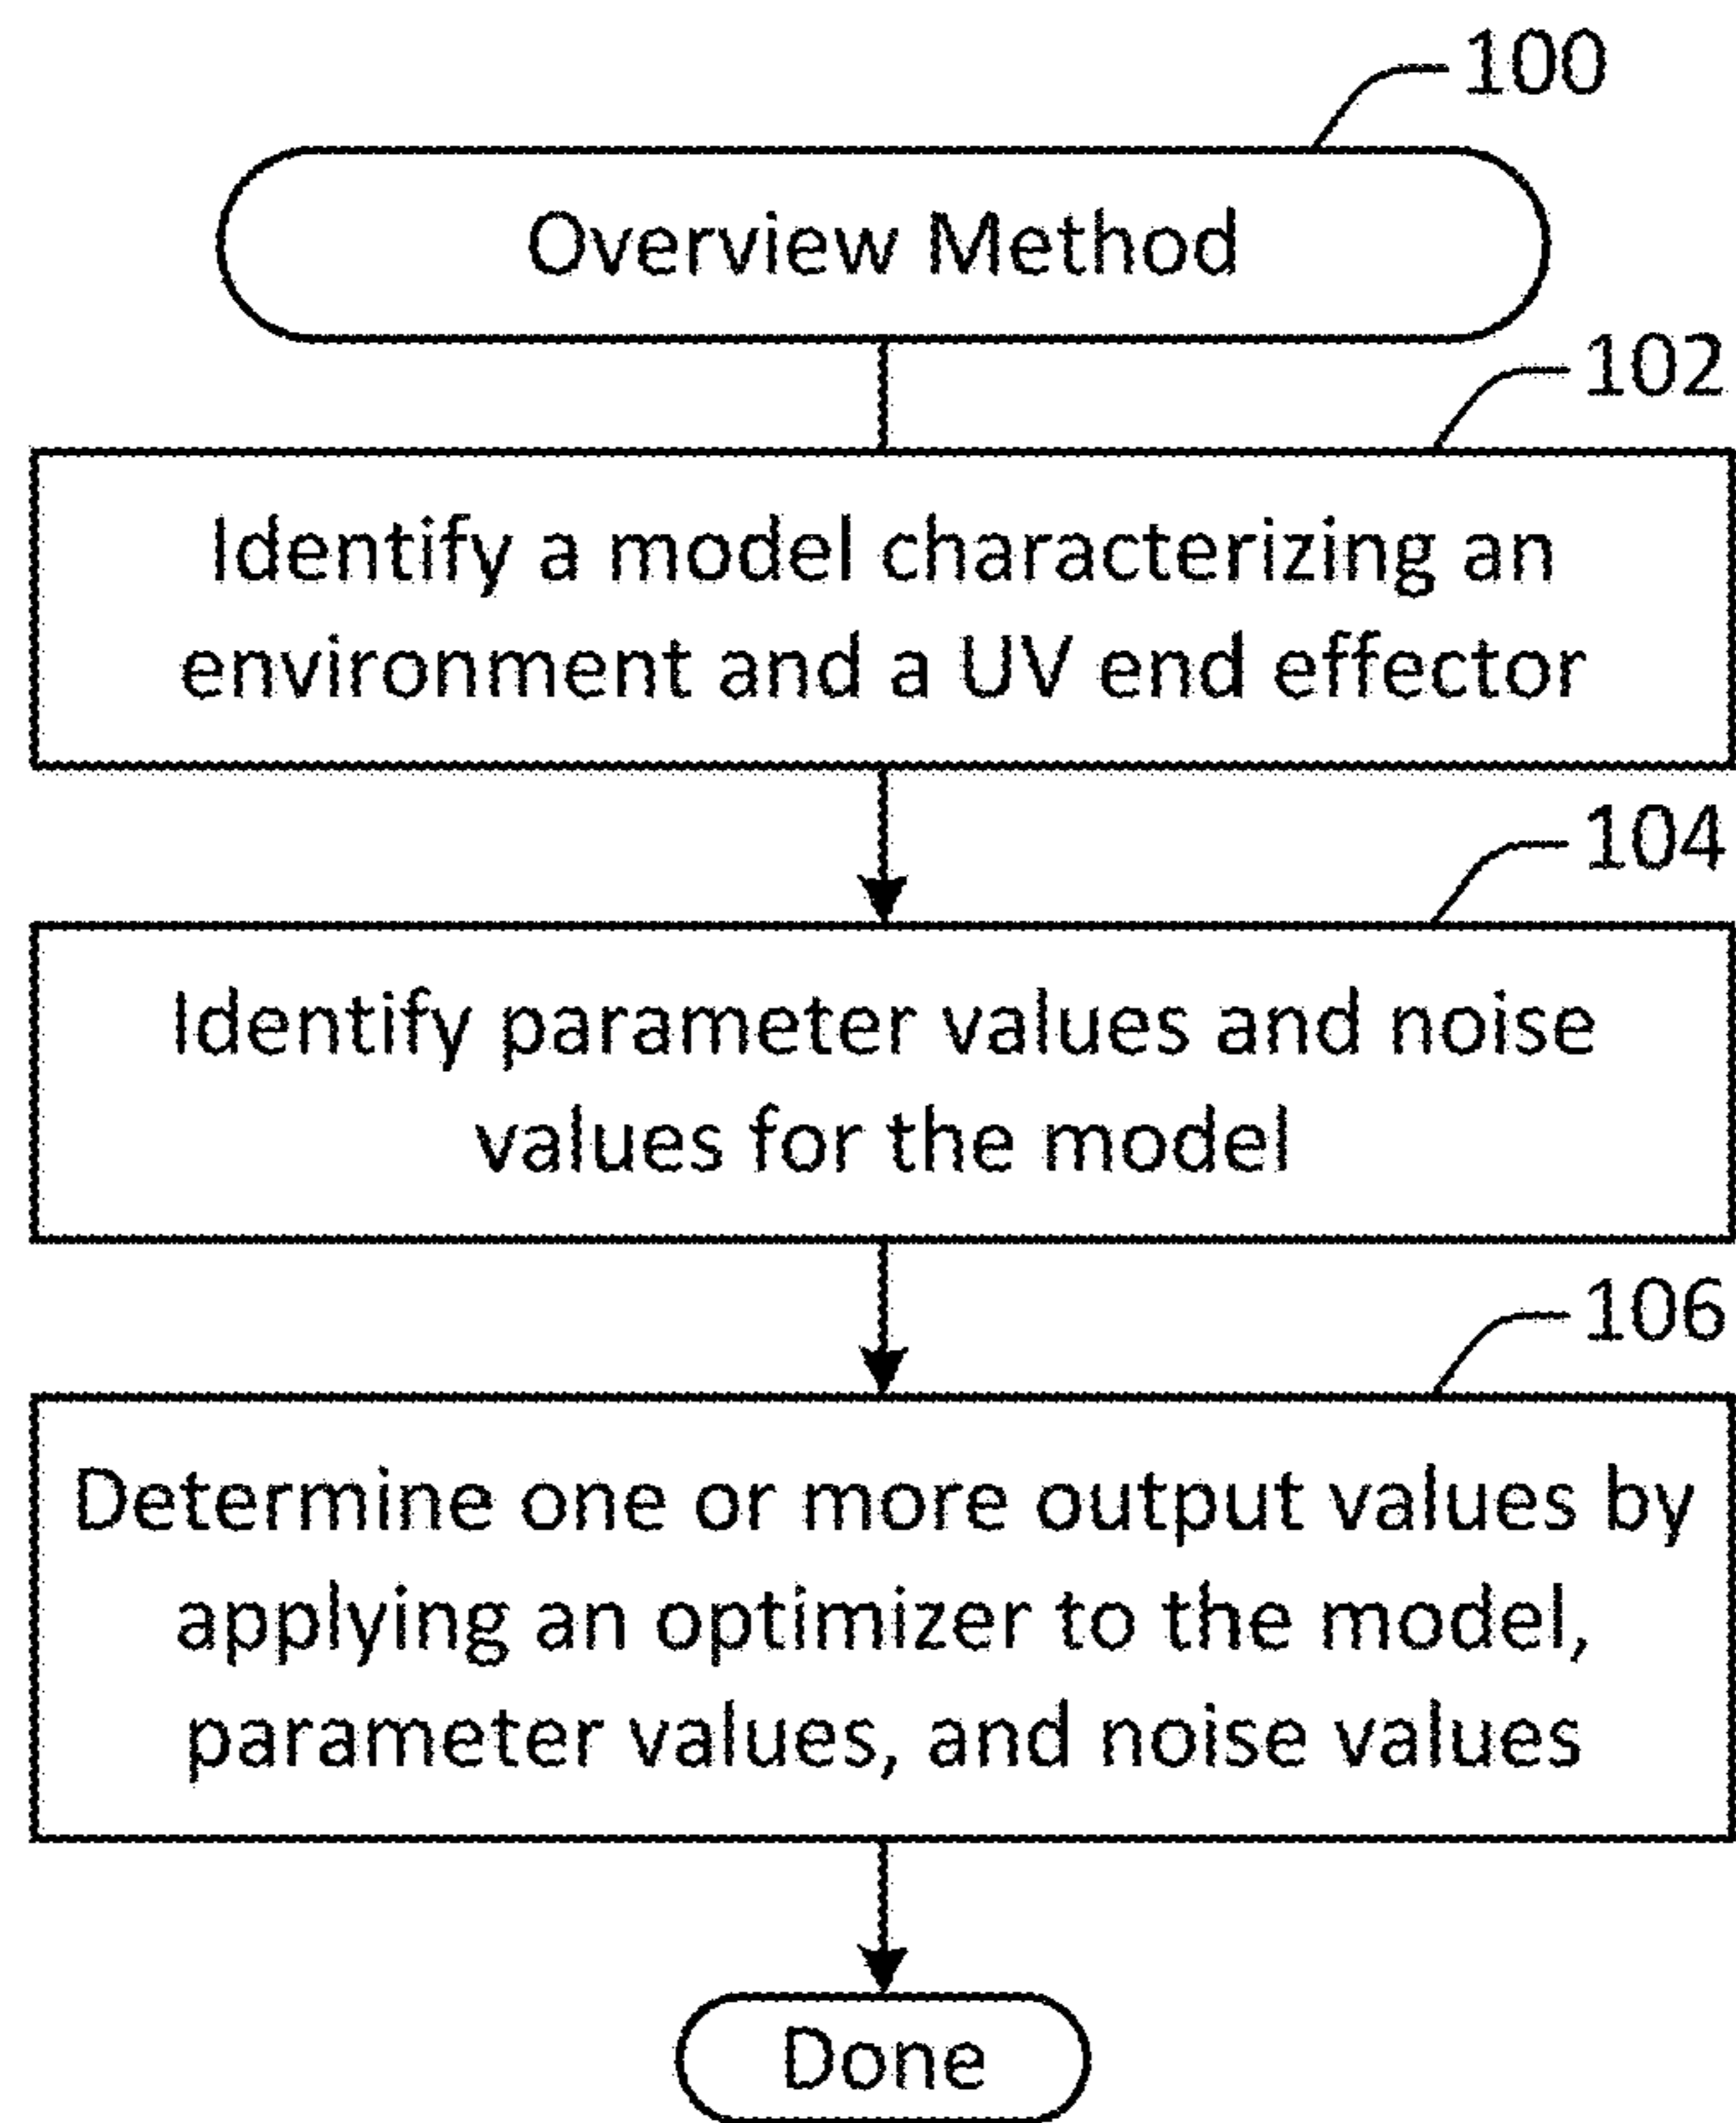 100
Overview Method
102
Identify a model characterizing an
environment and a UV end effector
104
Identify parameter values and noise
values for the model
106
Determine one or more output values by
applying an optimizer to the model,
parameter values, and noise values
Done